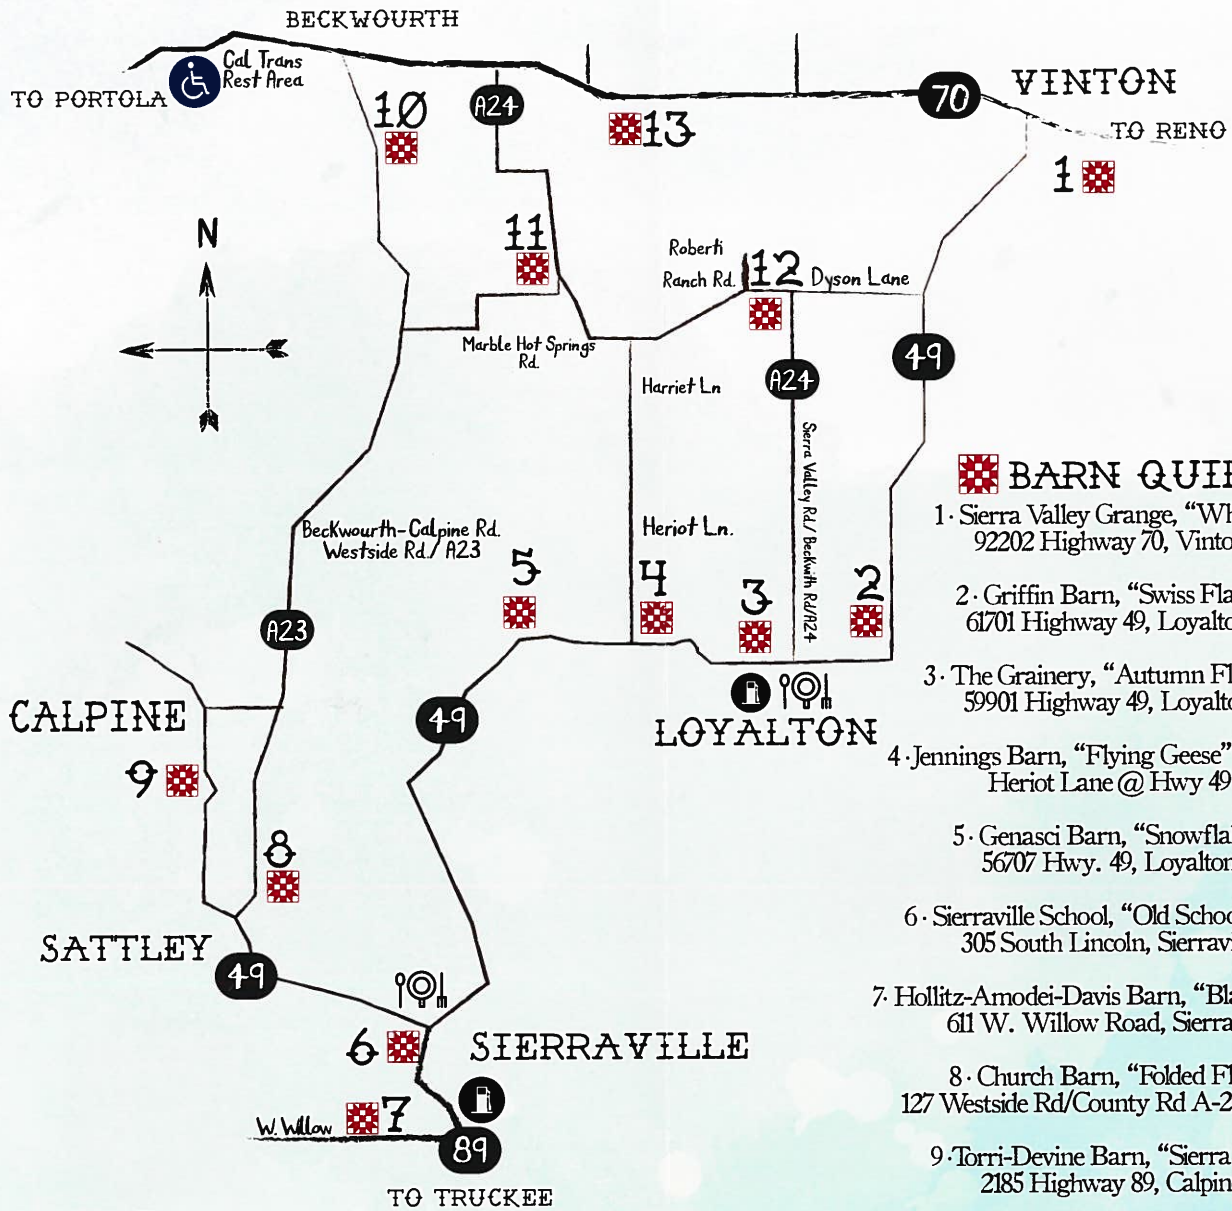 BECKWOURTH
Cal Trans
Rest Area
TO PORTOLA
10
A24
13
70
VINTON
TO RENO
1
N
11
Roberti
Ranch Rd.
12
Dyson Lane
Marble Hot Springs
Rd.
49
Harriet Ln
A24
Sierra Valley Rd/ Beckwith Rd/A24
Beckwourth-Calpine Rd.
Westside Rd/ A23
Heriot Ln.
5
4
3
2
A23
CALPINE
49
LOYALTON
9
8
SATTLEY
49
6
SIERRAVILLE
W. Willow
7
89
TO TRUCKEE
BARN QUI
1· Sierra Valley Grange, “Wh
92202 Highway 70, Vinto
2· Griffin Barn, “Swiss Fla
61701 Highway 49, Loyalto
3· The Grainery, “Autumn Fl
59901 Highway 49, Loyalto
4·Jennings Barn, “Flying Geese”
Heriot Lane @ Hwy 49
5· Genasci Barn, “Snowfla
56707 Hwy. 49, Loyalton
6· Sierraville School, “Old Schoo
305 South Lincoln, Sierravi
7· Hollitz-Amodei-Davis Barn, “Bla
611 W. Willow Road, Sierra
8· Church Barn, “Folded Fl
127 Westside Rd/County Rd A-2
9·Torri-Devine Barn, “Sierra
2185 Highway 89, Calpin